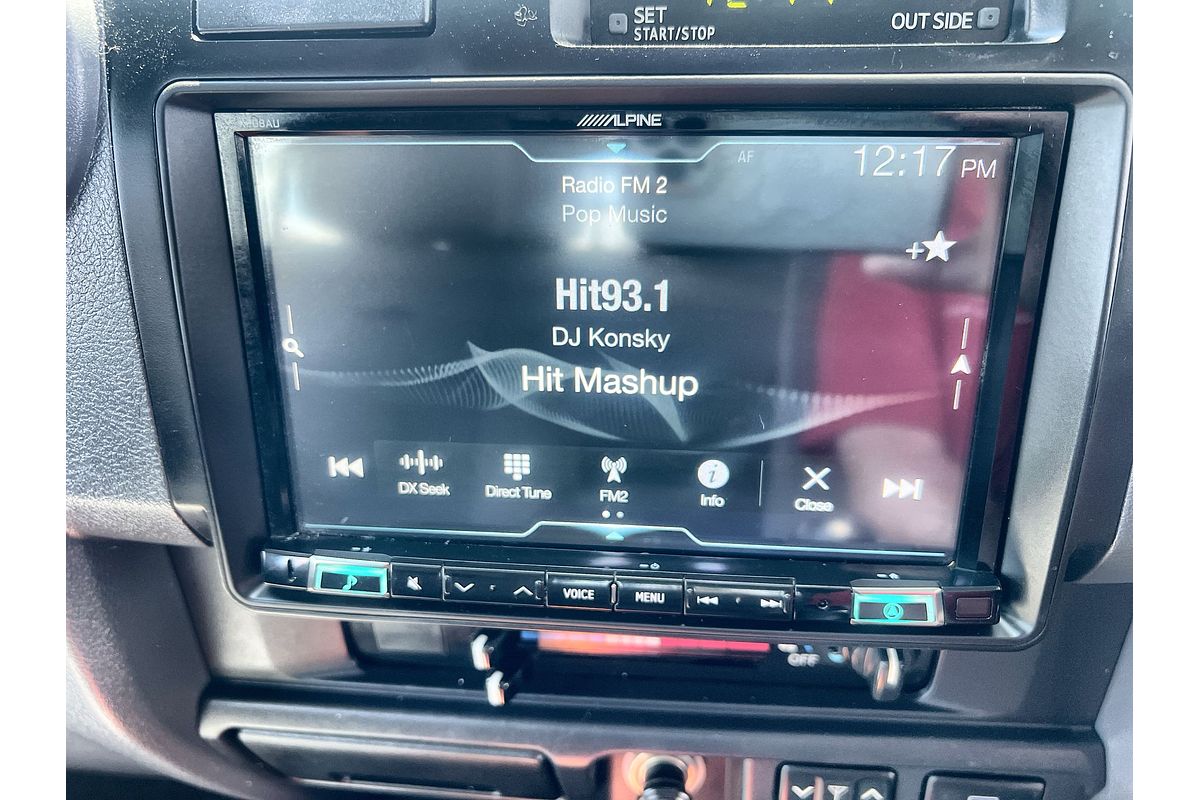 SET
START/STOP
OUT SIDE
ALPINE
AF
12:17 PM
Radio FM 2
Pop Music
+
Hit93.1
DJ Konsky
Hit Mashup
DX Seek
Direct Tune
FM2
Info
Close
VOICE
MENU
OFF